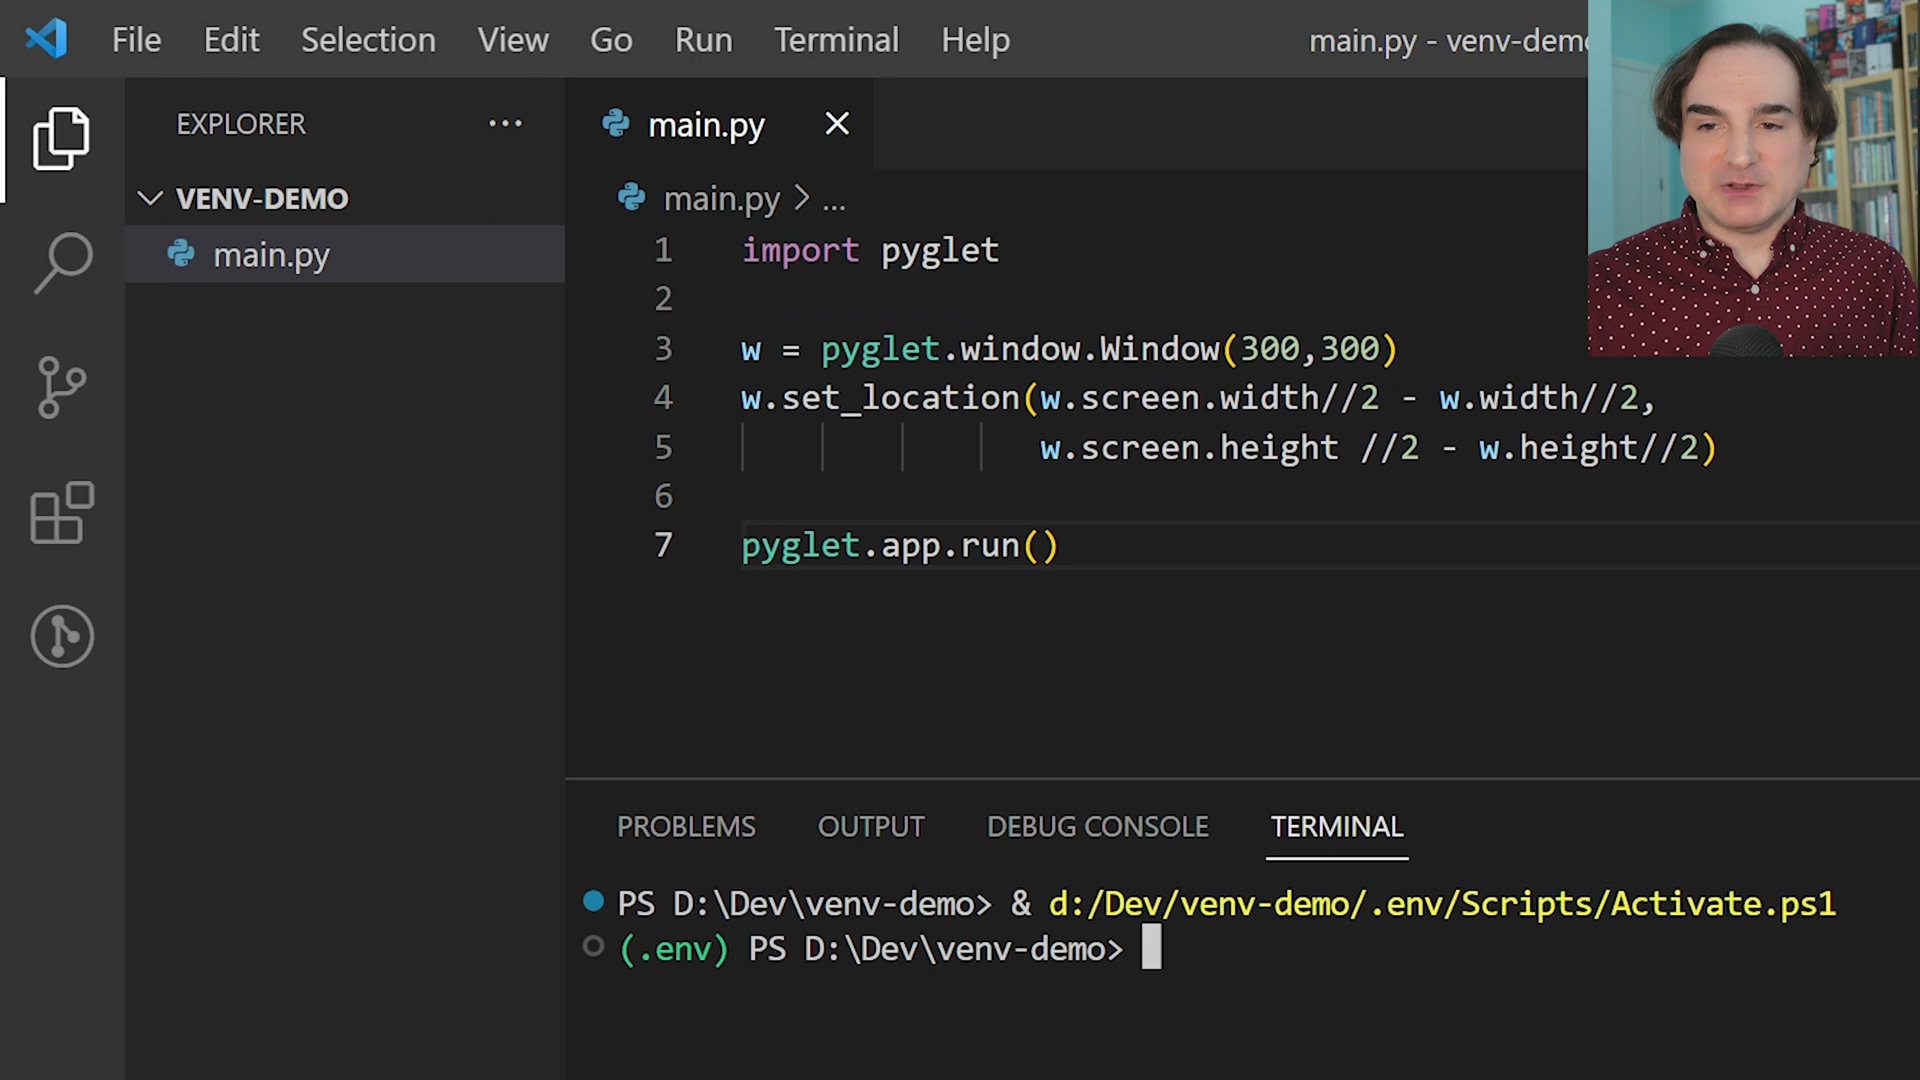 File Edit Selection View Go Run Terminal Help main.py - venv-demo
EXPLORER ···
VENV-DEMO
main.py
main.py
main.py > ...
1 import pyglet
2
3 w = pyglet.window.Window(300,300)
4 w.set_location(w.screen.width//2 - w.width//2,
5 w.screen.height //2 - w.height//2)
6
7 pyglet.app.run()
PROBLEMS OUTPUT DEBUG CONSOLE TERMINAL
PS D:\Dev\venv-demo> & d:/Dev/venv-demo/.env/Scripts/Activate.ps1
(.env) PS D:\Dev\venv-demo>